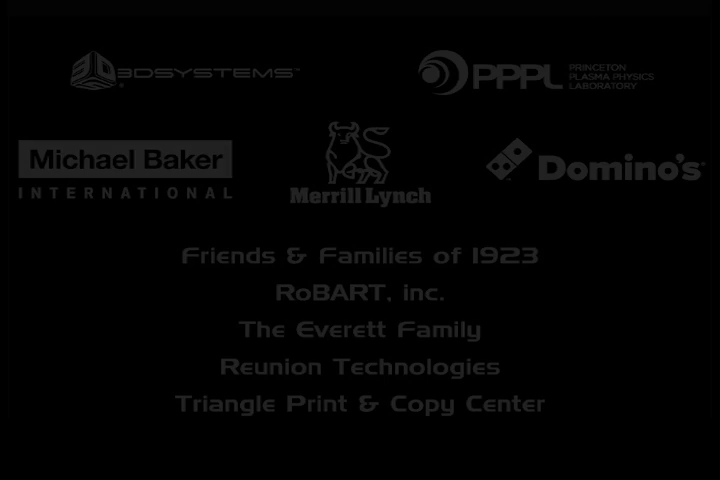 3DSYSTEMS™
PPPL PRINCETON
PLASMA PHYSICS
LABORATORY
Michael Baker
INTERNATIONAL
Merrill Lynch
Domino's
Friends & Families of 1923
RoBART, inc.
The Everett Family
Reunion Technologies
Triangle Print & Copy Center